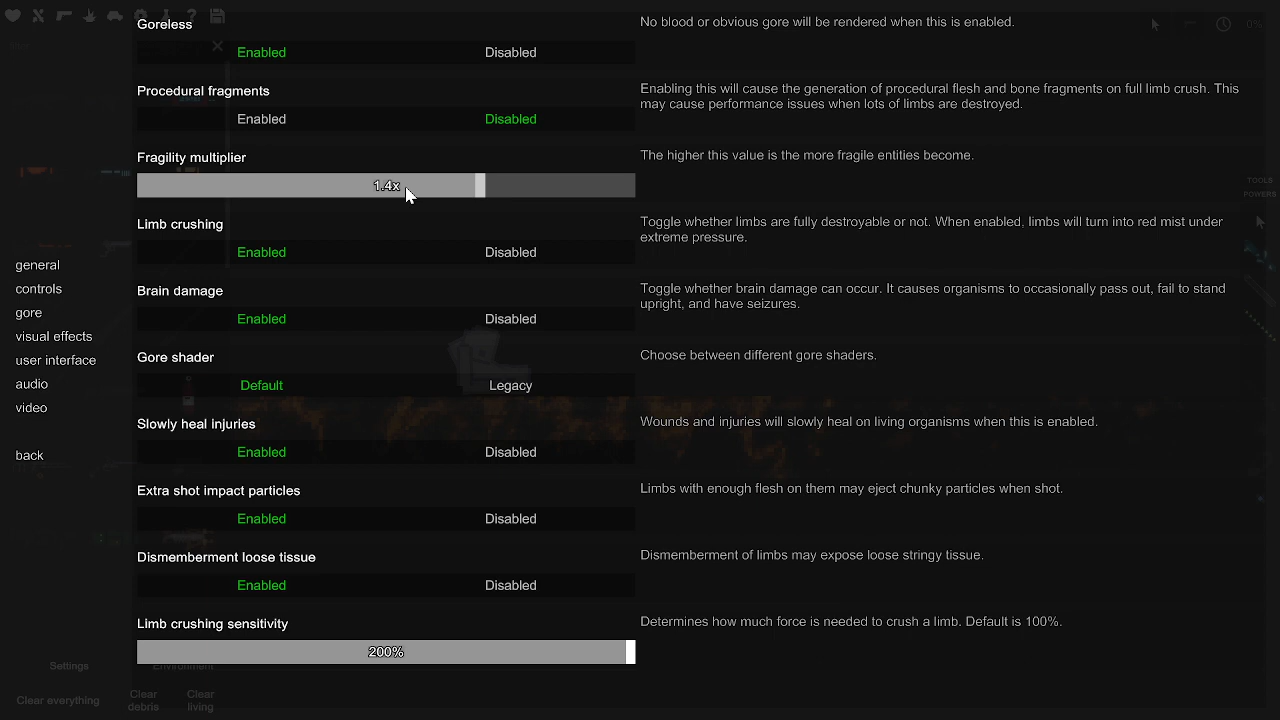 ?
0%
Goreless
No blood or obvious gore will be rendered when this is enabled.
Enabled
Disabled
Procedural fragments
Enabling this will cause the generation of procedural flesh and bone fragments on full limb crush. This
may cause performance issues when lots of limbs are destroyed.
Enabled
Disabled
Fragility multiplier
The higher this value is the more fragile entities become.
1.4x
TOOLS
POWERS
Limb crushing
Toggle whether limbs are fully destroyable or not. When enabled, limbs will turn into red mist under
extreme pressure.
Enabled
Disabled
general
controls
gore
visual effects
user interface
audio
video
back
Brain damage
Toggle whether brain damage can occur. It causes organisms to occasionally pass out, fail to stand
upright, and have seizures.
Enabled
Disabled
Gore shader
Choose between different gore shaders.
Default
Legacy
Slowly heal injuries
Wounds and injuries will slowly heal on living organisms when this is enabled.
Enabled
Disabled
Extra shot impact particles
Limbs with enough flesh on them may eject chunky particles when shot.
Enabled
Disabled
Dismemberment loose tissue
Dismemberment of limbs may expose loose stringy tissue.
Enabled
Disabled
Limb crushing sensitivity
Determines how much force is needed to crush a limb. Default is 100%.
200%
Settings
Environment
Clear everything
Clear
debris
Clear
living